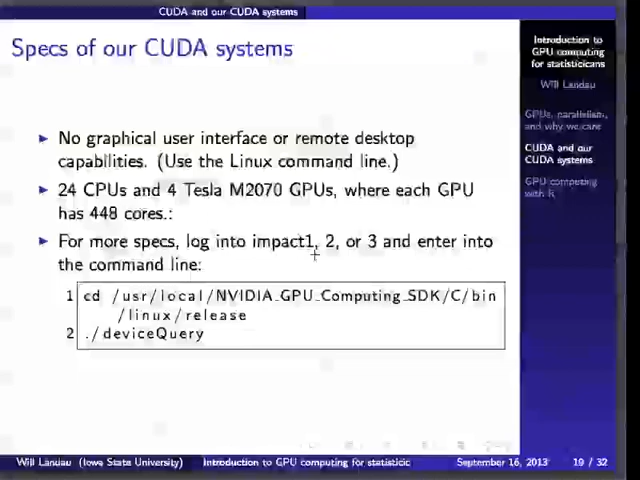 CUDA and our CUDA systems
Specs of our CUDA systems
▶ No graphical user interface or remote desktop
capabilities. (Use the Linux command line.)
▶ 24 CPUs and 4 Tesla M2070 GPUs, where each GPU
has 448 cores.:
▶ For more specs, log into impact1, 2, or 3 and enter into
the command line:
1 cd /usr/local/NVIDIA_GPU_Computing_SDK/C/bin
/linux/release
2 ./deviceQuery
Introduction to
GPU computing
for statisticicans
Will Landau
GPUs, parallelism,
and why we care
CUDA and our
CUDA systems
GPU computing
with R
Will Landau (Iowa State University) Introduction to GPU computing for statisticic September 16, 2013 19 / 32